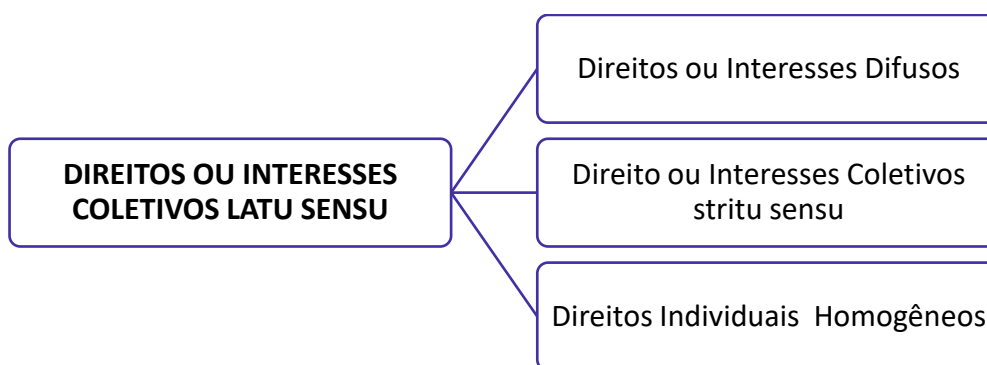 Direitos ou Interesses Difusos
DIREITOS OU INTERESSES
COLETIVOS LATU SENSU
Direito ou Interesses Coletivos
stritu sensu
Direitos Individuais  Homogêneos